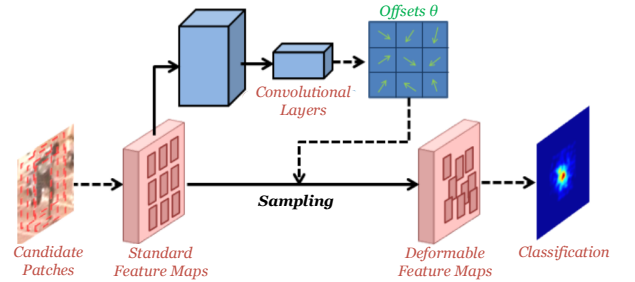 Offsets θ
Convolutional
Layers
Sampling
Candidate
Patches
Standard
Feature Maps
Deformable
Feature Maps
Classification